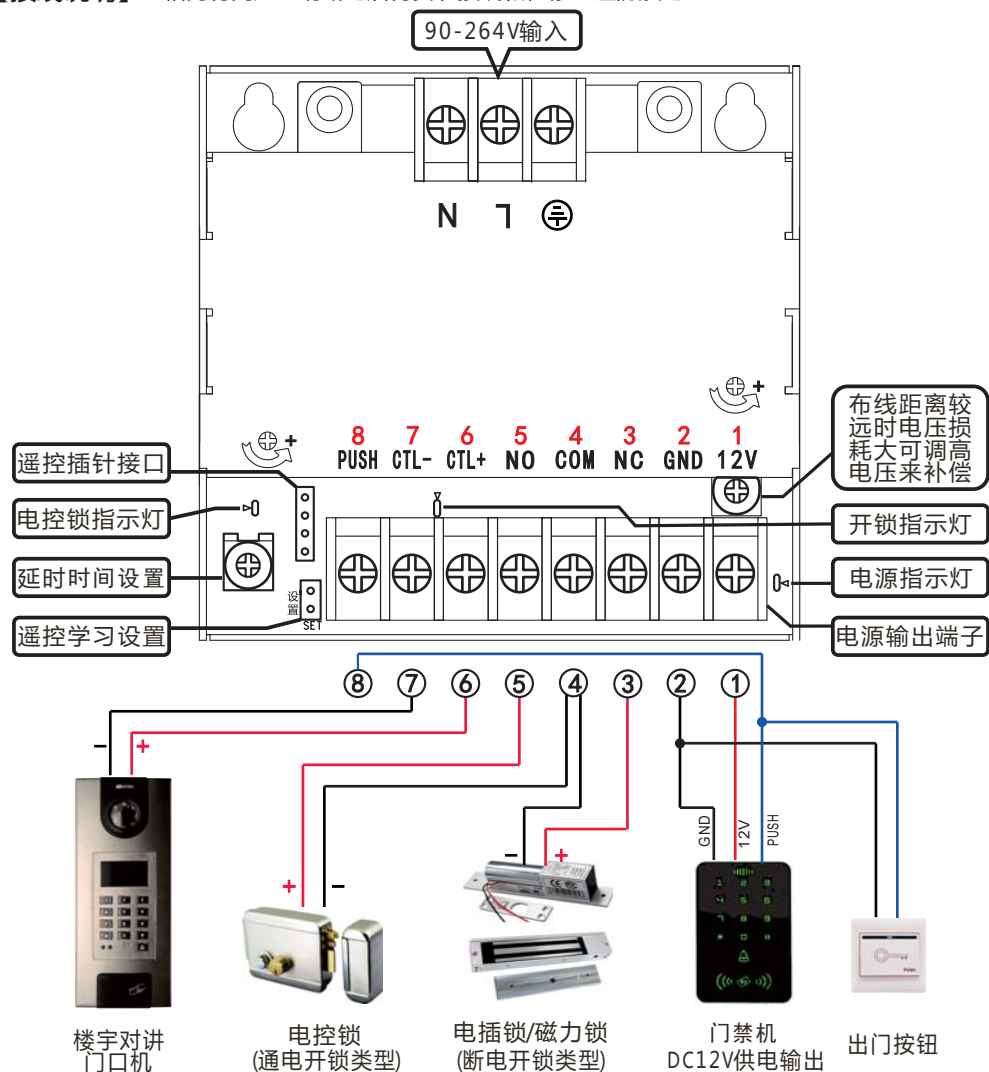 90-264V输入
N L
8 7 6 5 4 3 2 1
PUSH CTL- CTL+ NO COM NC GND 12V
布线距离较
远时电压损
耗大可调高
电压来补偿
遥控插针接口
电控锁指示灯
延时时间设置
遥控学习设置
设
置
SET
开锁指示灯
电源指示灯
电源输出端子
⑧ ⑦ ⑥ ⑤ ④ ③ ② ①
− +
+ −
− +
GND
12V
PUSH
楼宇对讲
门口机
电控锁
(通电开锁类型)
电插锁/磁力锁
(断电开锁类型)
门禁机
DC12V供电输出
PUSH
出门按钮